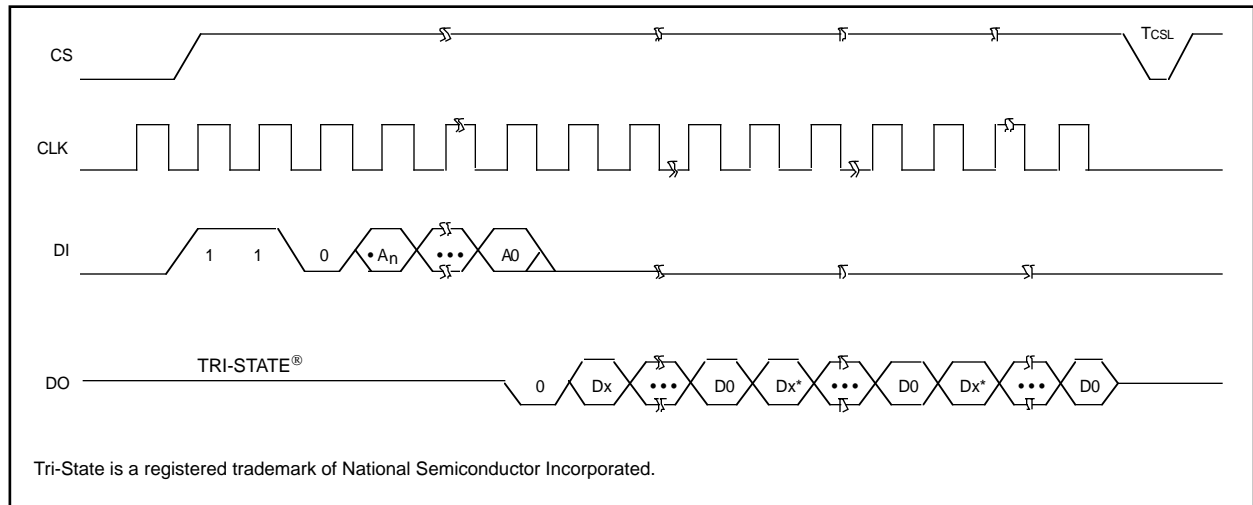 CS
TCSL
CLK
DI
1 1 0 •An ••• A0
TRI-STATE®
DO
0 Dx ••• D0 Dx* ••• D0 Dx* ••• D0
Tri-State is a registered trademark of National Semiconductor Incorporated.